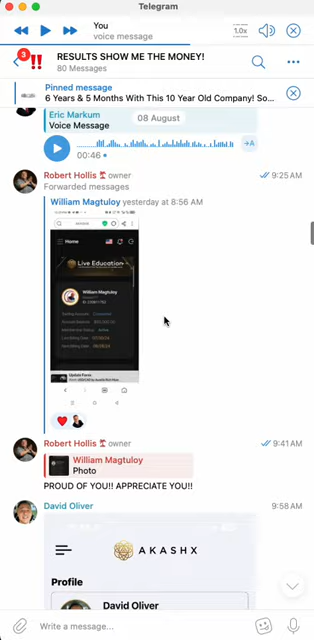 Telegram
You
voice message
1.0x
3
RESULTS SHOW ME THE MONEY!
80 Messages
Pinned message
6 Years & 5 Months With This 10 Year Old Company! So...
Eric Markum
Voice Message
08 August
00:46
→A
Robert Hollis owner
9:25 AM
Forwarded messages
William Magtuloy yesterday at 8:56 AM
Home
Live Education
William Magtuloy
Update Forex
Robert Hollis owner
9:41 AM
William Magtuloy
Photo
PROUD OF YOU!! APPRECIATE YOU!!
David Oliver
9:58 AM
AKASHX
Profile
David Oliver
Write a message...